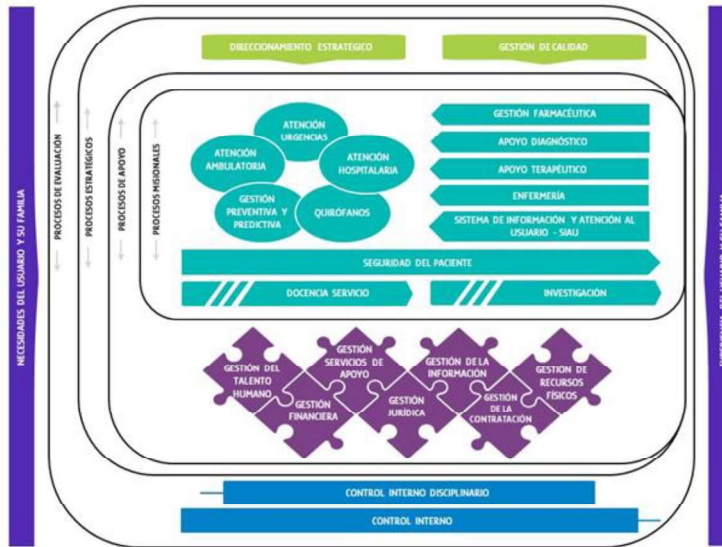 DIRECCIONAMIENTO ESTRATÉGICO
GESTIÓN DE CALIDAD
NECESIDADES DEL USUARIO Y SU FAMILIA
PROCESOS DE EVALUACIÓN
PROCESOS ESTRATÉGICOS
PROCESOS DE APOYO
PROCESOS MISIONALES
ATENCIÓN
URGENCIAS
ATENCIÓN
AMBULATORIA
ATENCIÓN
HOSPITALARIA
GESTIÓN
PREVENTIVA Y
PREDICTIVA
QUIRÓFANOS
GESTIÓN FARMACÉUTICA
APOYO DIAGNÓSTICO
APOYO TERAPÉUTICO
ENFERMERÍA
SISTEMA DE INFORMACIÓN Y ATENCIÓN AL
USUARIO - SIAU
SEGURIDAD DEL PACIENTE
DOCENCIA SERVICIO
INVESTIGACIÓN
GESTIÓN DEL
TALENTO
HUMANO
GESTIÓN
SERVICIOS DE
APOYO
GESTIÓN DE LA
INFORMACIÓN
GESTIÓN DE
RECURSOS
FÍSICOS
GESTIÓN
FINANCIERA
GESTIÓN
JURÍDICA
GESTIÓN
DE LA
CONTRATACIÓN
CONTROL INTERNO DISCIPLINARIO
CONTROL INTERNO